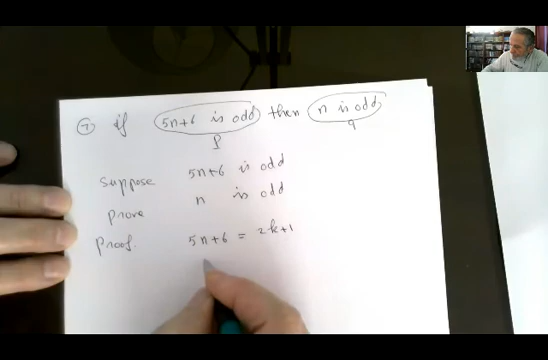 7 if 5n+6 is odd then n is odd
p q
suppose 5n+6 is odd
prove n is odd
proof. 5n+6 = 2k+1